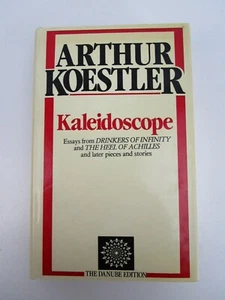 ARTHUR
KOESTLER
Kaleidoscope
Essays from DRINKERS OF INFINITY
and THE HEEL OF ACHILLES
and later pieces and stories
THE DANUBE EDITION